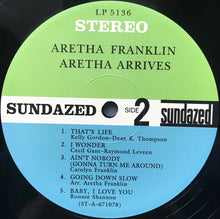 LP 5136
STEREO
ARETHA FRANKLIN
ARETHA ARRIVES
SUNDAZED SIDE 2 sundazed
1 THAT'S LIFE
Kelly Gordon-Dean K. Thompson
2 I WONDER
Cecil Gant-Raymond Leveen
3 AIN'T NOBODY
(GONNA TURN ME AROUND)
Carolyn Franklin
4 GOING DOWN SLOW
Arr. Aretha Franklin
5 BABY, I LOVE YOU
Ronnie Shannon
(ST-A-671078)